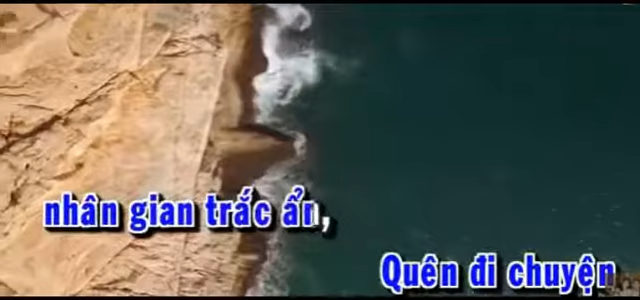 nhân gian trắc ẩn,
Quên đi chuyện